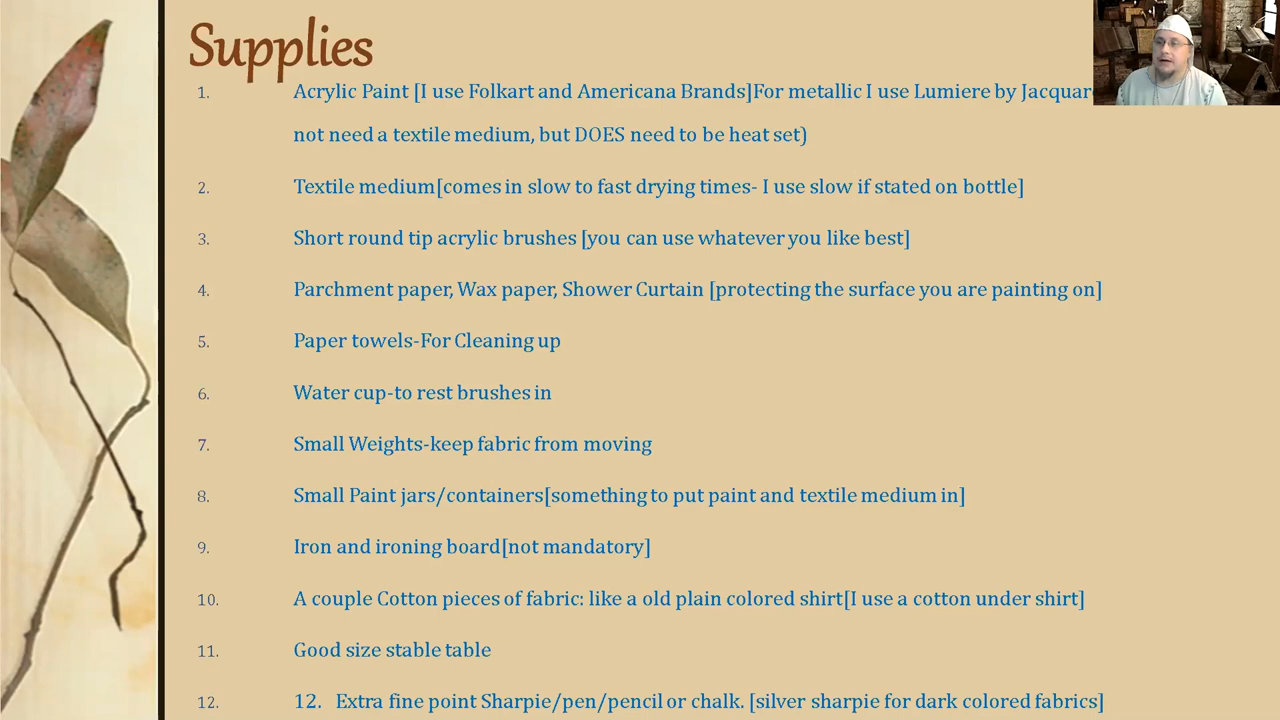 Supplies
1. Acrylic Paint [I use Folkart and Americana Brands]For metallic I use Lumiere by
not need a textile medium, but DOES need to be heat set)
2. Textile medium[comes in slow to fast drying times- I use slow if stated on bottle]
3. Short round tip acrylic brushes [you can use whatever you like best]
4. Parchment paper, Wax paper, Shower Curtain [protecting the surface you are painting on]
5. Paper towels-For Cleaning up
6. Water cup-to rest brushes in
7. Small Weights-keep fabric from moving
8. Small Paint jars/containers[something to put paint and textile medium in]
9. Iron and ironing board[not mandatory]
10. A couple Cotton pieces of fabric: like a old plain colored shirt[I use a cotton under shirt]
11. Good size stable table
12. 12. Extra fine point Sharpie/pen/pencil or chalk. [silver sharpie for dark colored fabrics]